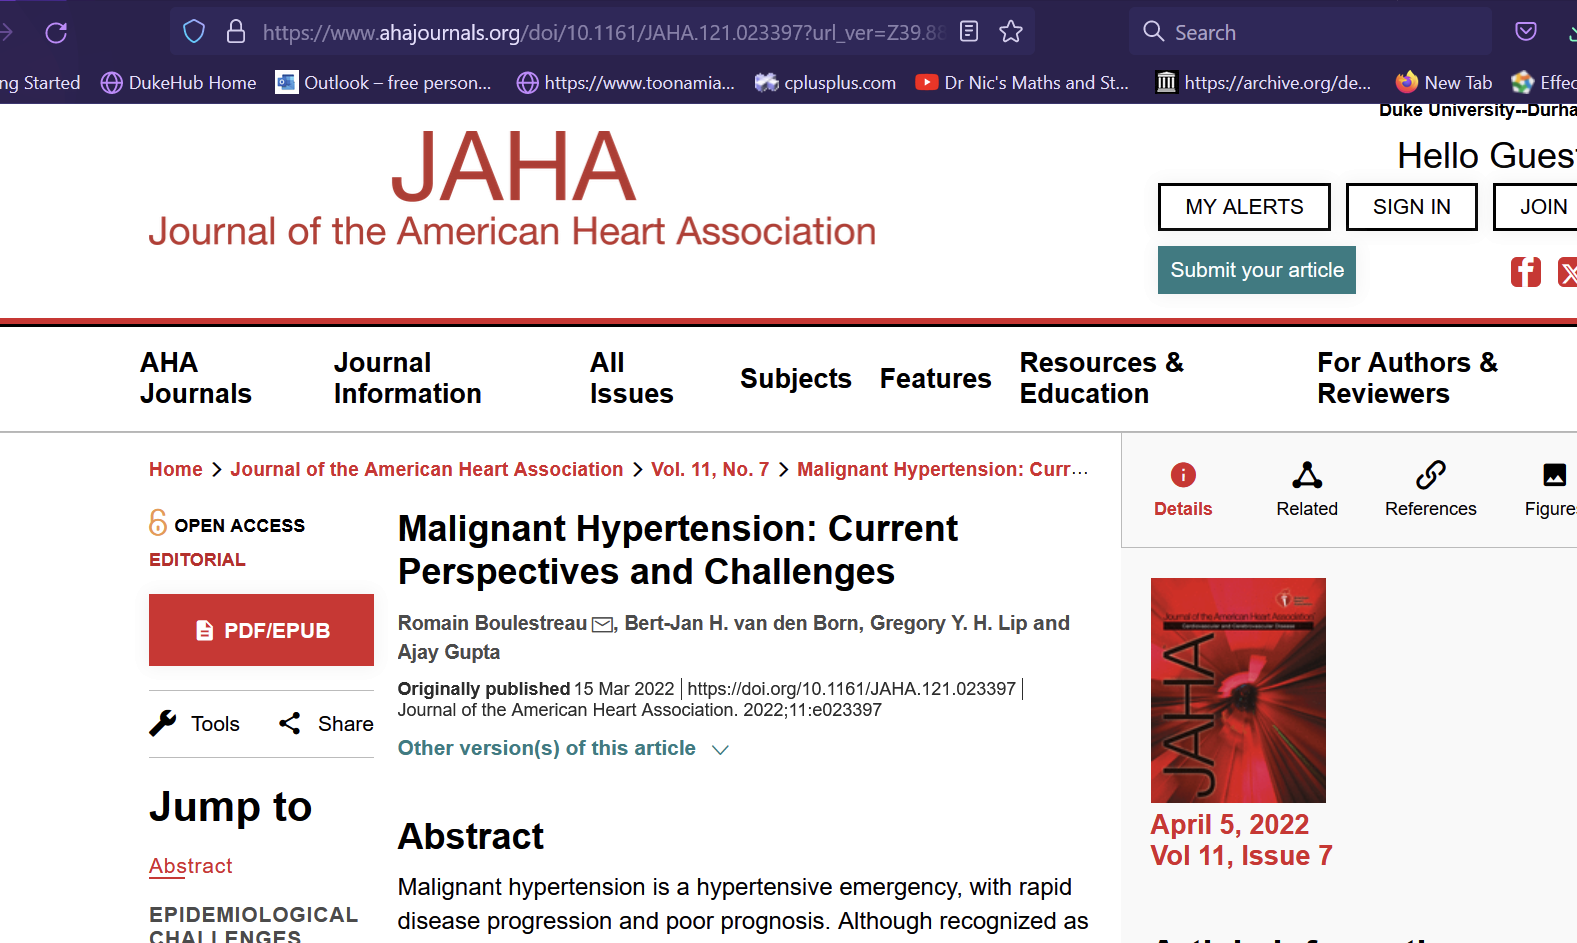 https://www.ahajournals.org/doi/10.1161/JAHA.121.023397?url_ver=Z39.88
Search
ng Started
DukeHub Home
Outlook – free person...
https://www.toonamia...
cplusplus.com
Dr Nic's Maths and St...
https://archive.org/de...
New Tab
Effec
Duke University--Durha
JAHA
Journal of the American Heart Association
Hello Gues
MY ALERTS
SIGN IN
JOIN
Submit your article
AHA Journals
Journal Information
All Issues
Subjects
Features
Resources & Education
For Authors & Reviewers
Home > Journal of the American Heart Association > Vol. 11, No. 7 > Malignant Hypertension: Curr...
OPEN ACCESS
EDITORIAL
PDF/EPUB
Tools
Share
Jump to
Abstract
EPIDEMIOLOGICAL
CHALLENGES
Malignant Hypertension: Current
Perspectives and Challenges
Romain Boulestreau, Bert-Jan H. van den Born, Gregory Y. H. Lip and
Ajay Gupta
Originally published 15 Mar 2022 | https://doi.org/10.1161/JAHA.121.023397 |
Journal of the American Heart Association. 2022;11:e023397
Other version(s) of this article
Abstract
Malignant hypertension is a hypertensive emergency, with rapid
disease progression and poor prognosis. Although recognized as
Details
Related
References
Figure
Journal of the American Heart Association
JAHA
April 5, 2022
Vol 11, Issue 7